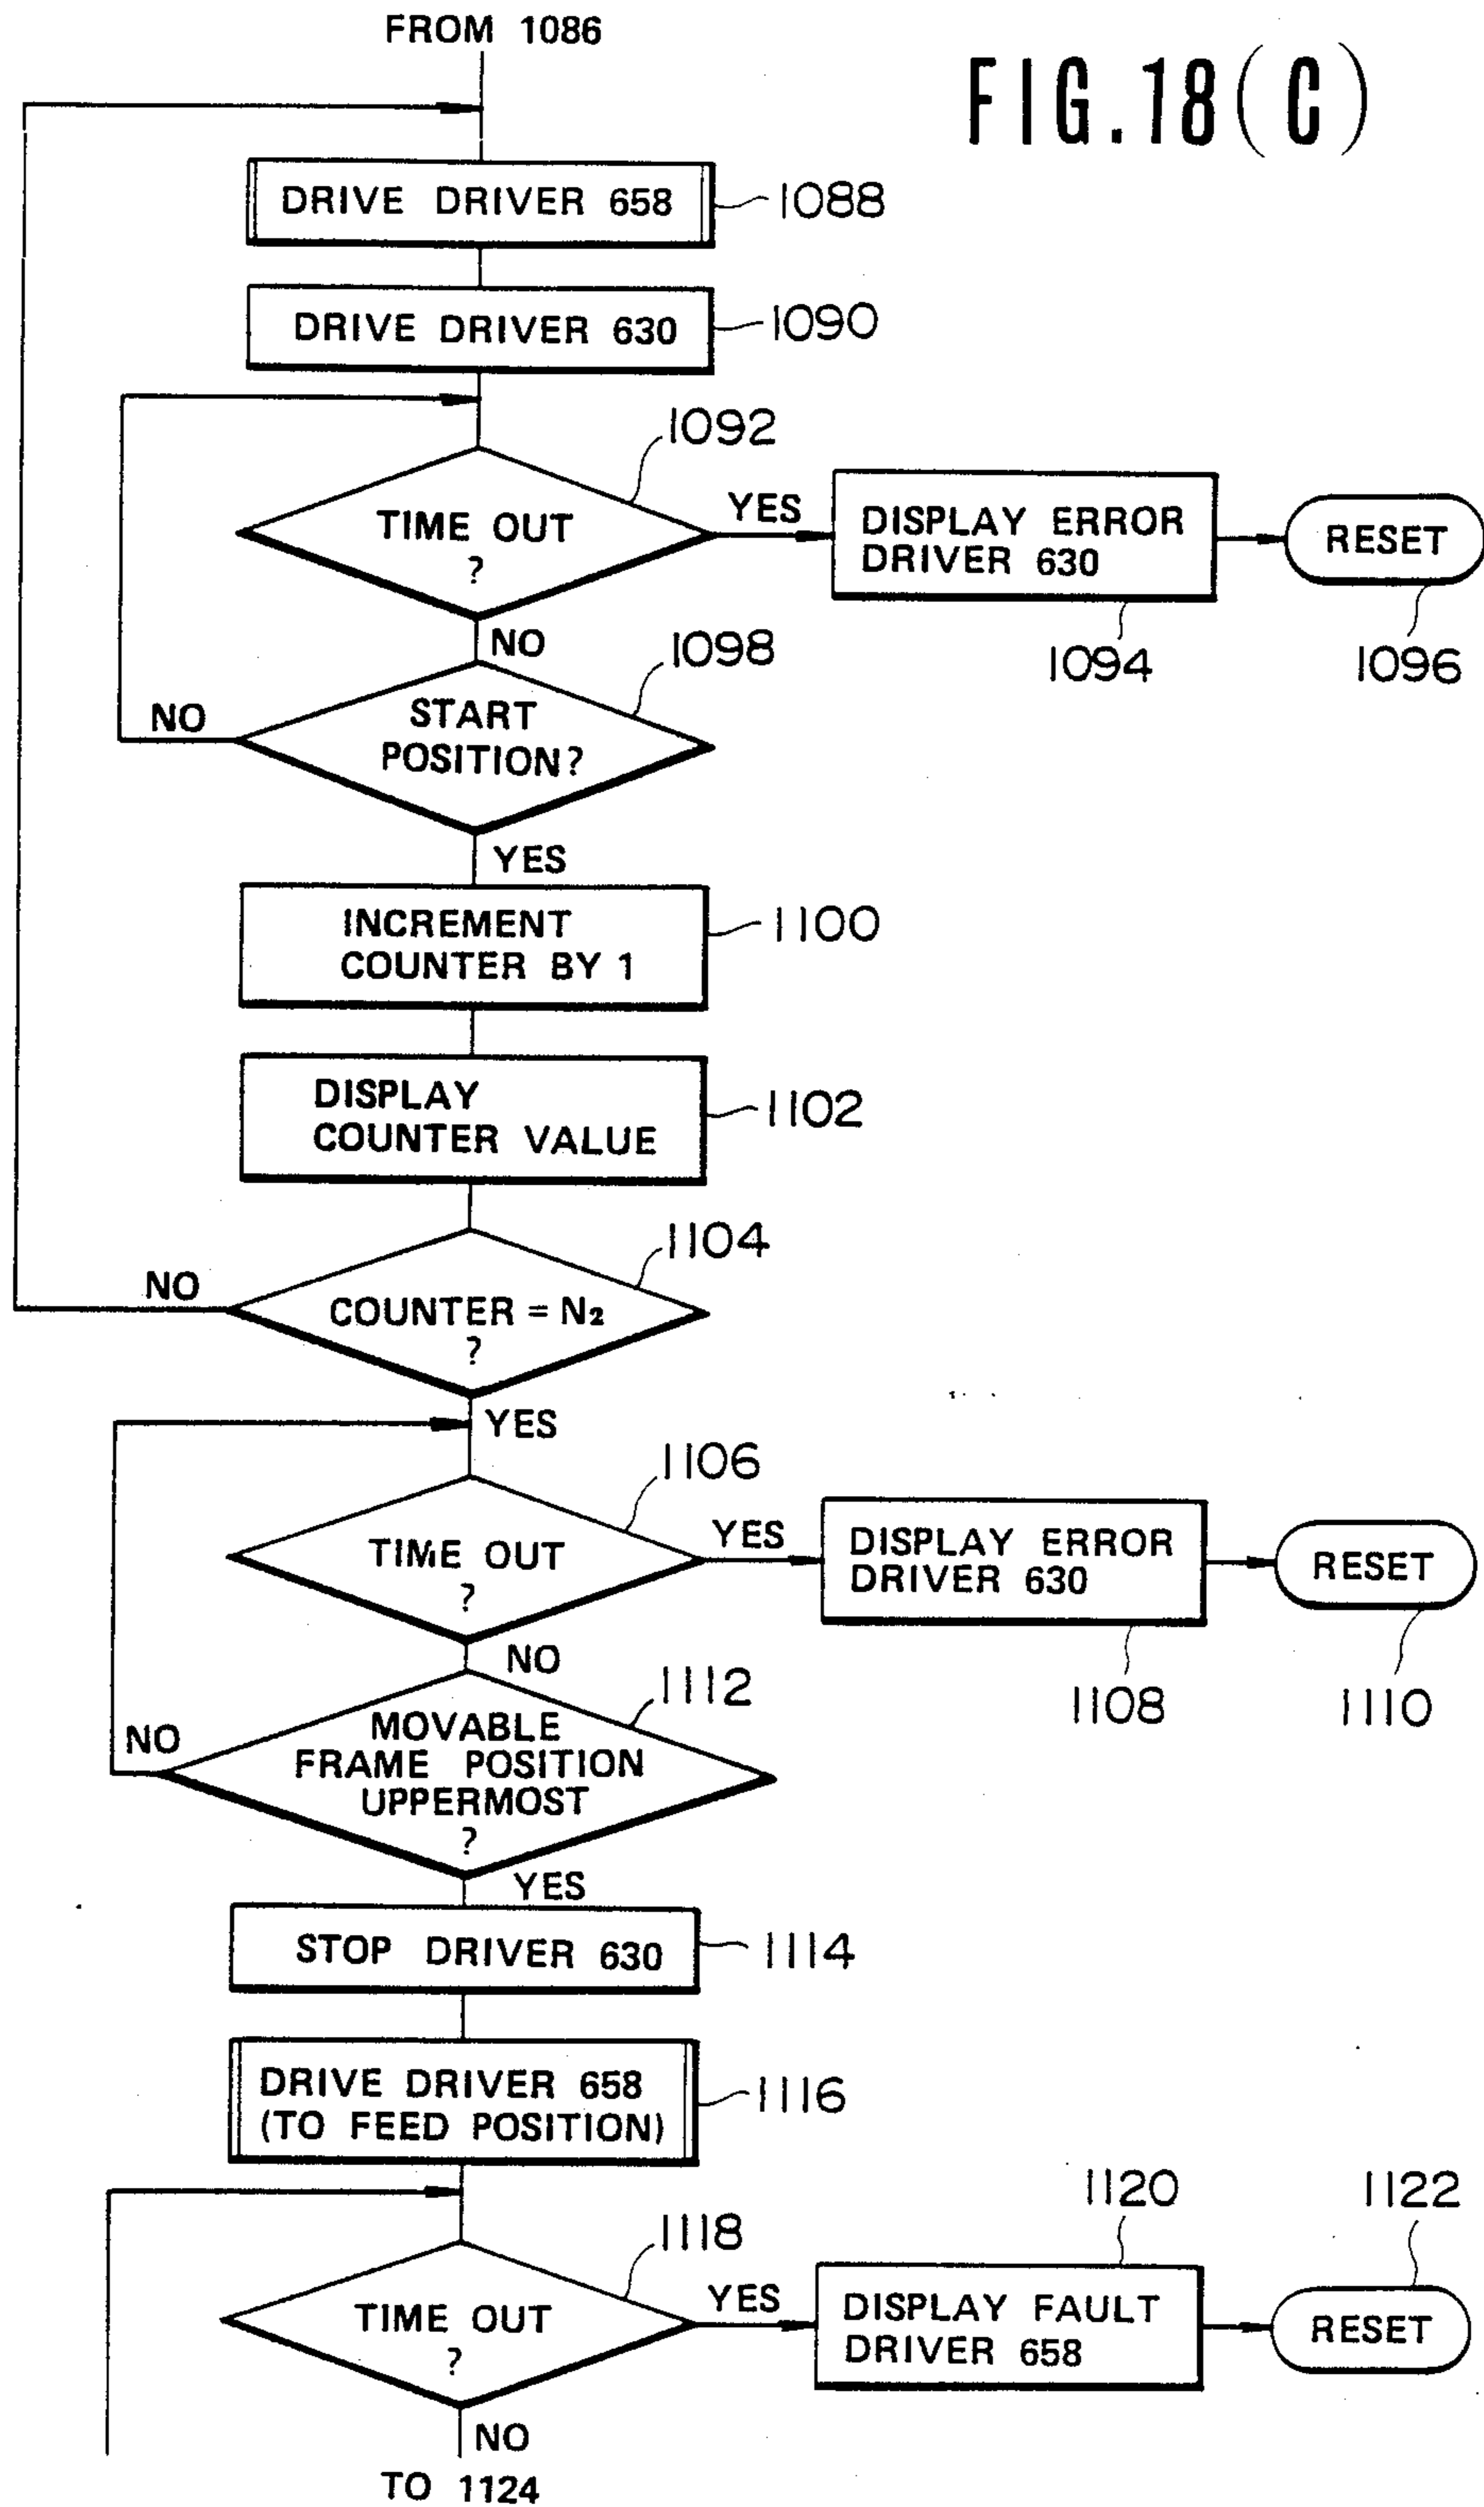 FROM 1086
FIG. 18(C)
DRIVE DRIVER 658
1088
DRIVE DRIVER 630
1090
1092
TIME OUT
?
YES
DISPLAY ERROR
DRIVER 630
RESET
1094
1096
NO
1098
START
POSITION?
NO
YES
INCREMENT
COUNTER BY 1
1100
DISPLAY
COUNTER VALUE
1102
1104
COUNTER = N2
?
NO
YES
1106
TIME OUT
?
YES
DISPLAY ERROR
DRIVER 630
RESET
1108
1110
NO
1112
MOVABLE
FRAME POSITION
UPPERMOST
?
NO
YES
STOP DRIVER 630
1114
DRIVE DRIVER 658
(TO FEED POSITION)
1116
1118
TIME OUT
?
YES
1120
DISPLAY FAULT
DRIVER 658
1122
RESET
NO
TO 1124